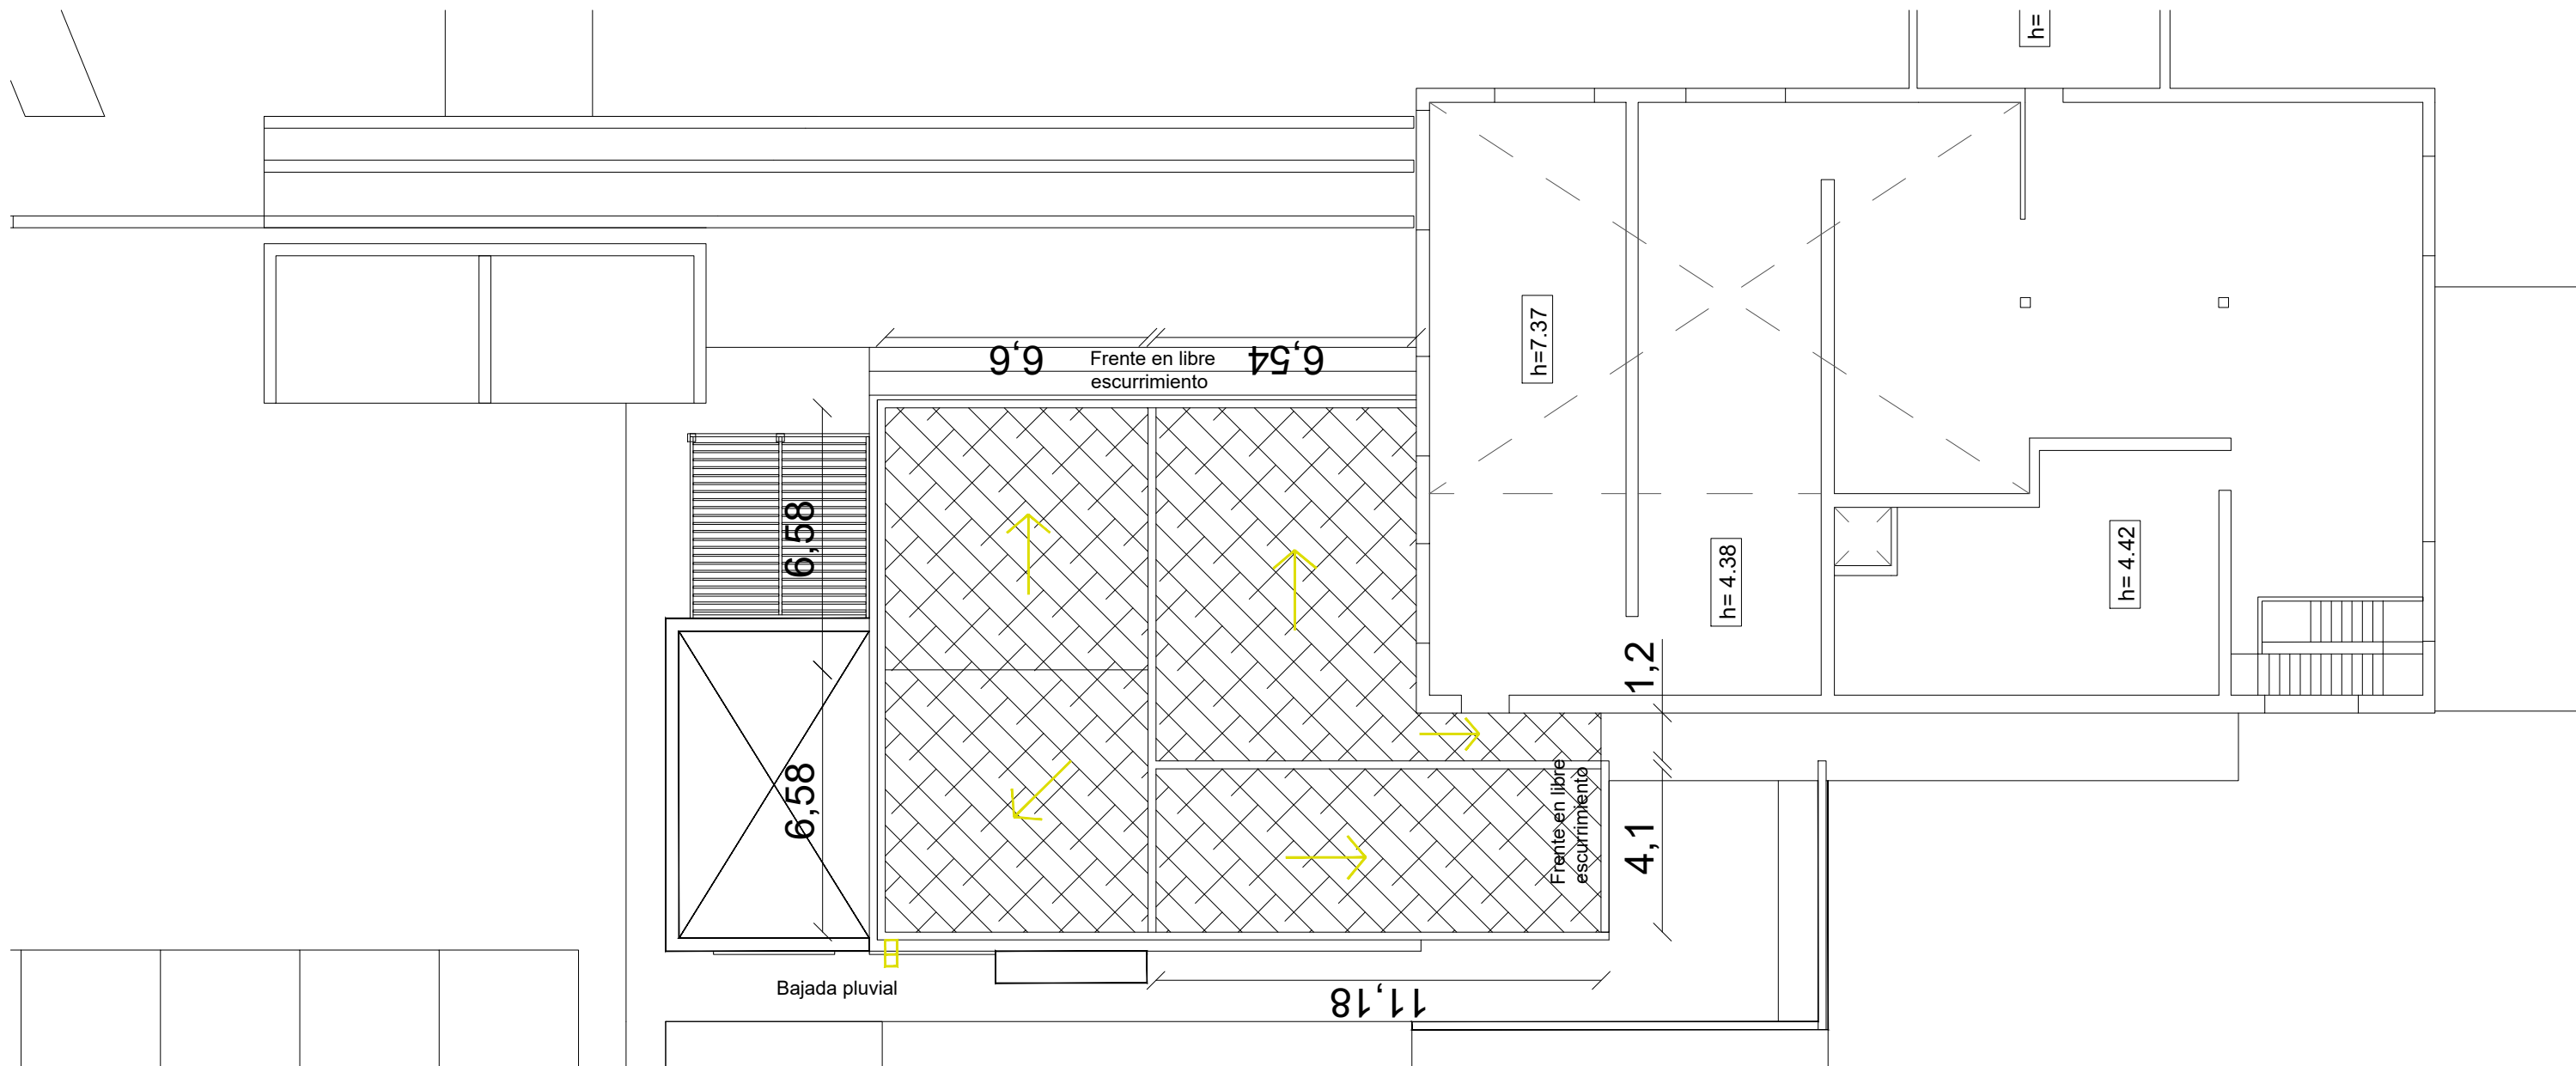 h=
h=7.37
6,6
Frente en libre
escurrimiento
6,54
6,58
h= 4.38
h= 4.42
1,2
6,58
Frente en libre
escurrimiento
4,1
Bajada pluvial
11,18